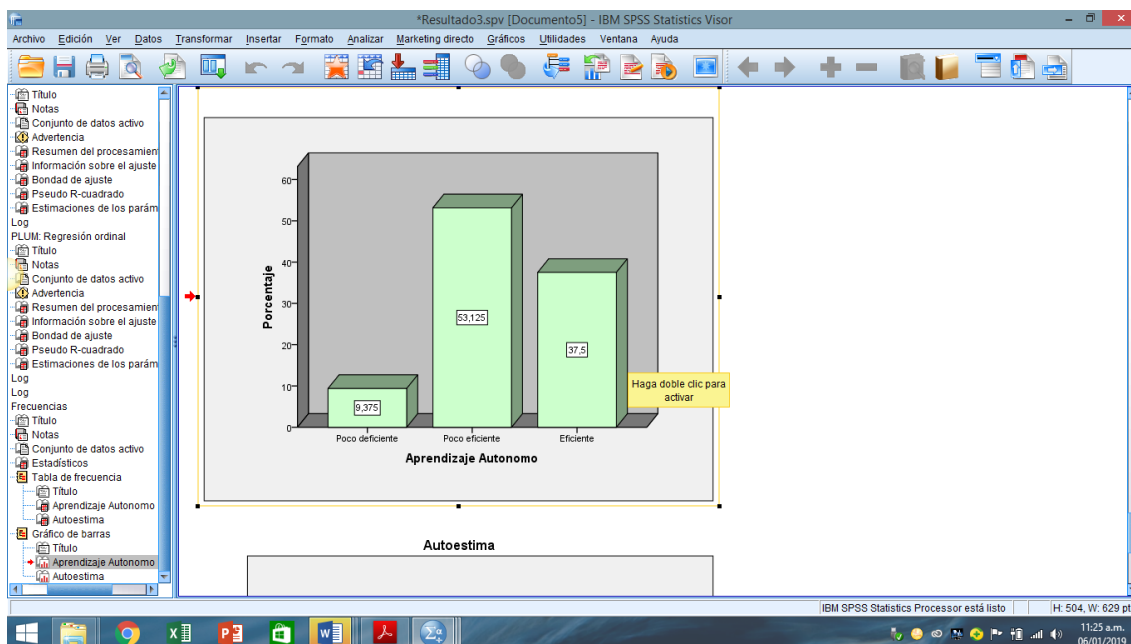 *Resultado3.spv [Documento5] - IBM SPSS Statistics Visor
Archivo Edición Ver Datos Transformar Insertar Formato Analizar Marketing directo Gráficos Utilidades Ventana Ayuda
Título
Notas
Conjunto de datos activo
Advertencia
Resumen del procesamien
Información sobre el ajuste
Bondad de ajuste
Pseudo R-cuadrado
Estimaciones de los parám
Log
PLUM: Regresión ordinal
Título
Notas
Conjunto de datos activo
Advertencia
Resumen del procesamien
Información sobre el ajuste
Bondad de ajuste
Pseudo R-cuadrado
Estimaciones de los parám
Log
Log
Frecuencias
Título
Notas
Conjunto de datos activo
Estadísticos
Tabla de frecuencia
Título
Aprendizaje Autonomo
Autoestima
Gráfico de barras
Título
Aprendizaje Autonomo
Autoestima
Porcentaje
60
50
40
30
20
10
0
9,375
53,125
37,5
Poco deficiente Poco eficiente Eficiente
Aprendizaje Autonomo
Haga doble clic para
activar
Autoestima
IBM SPSS Statistics Processor está listo H: 504, W: 629 pt
11:25 a.m.
06/01/2019